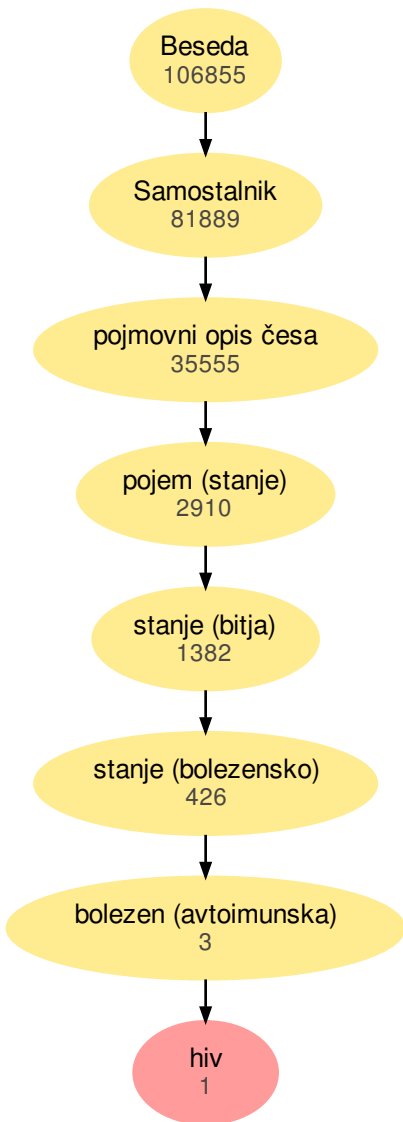 Beseda
106855
Samostalnik
81889
pojmovni opis česa
35555
pojem (stanje)
2910
stanje (bitja)
1382
stanje (bolezensko)
426
bolezen (avtoimunska)
3
hiv
1